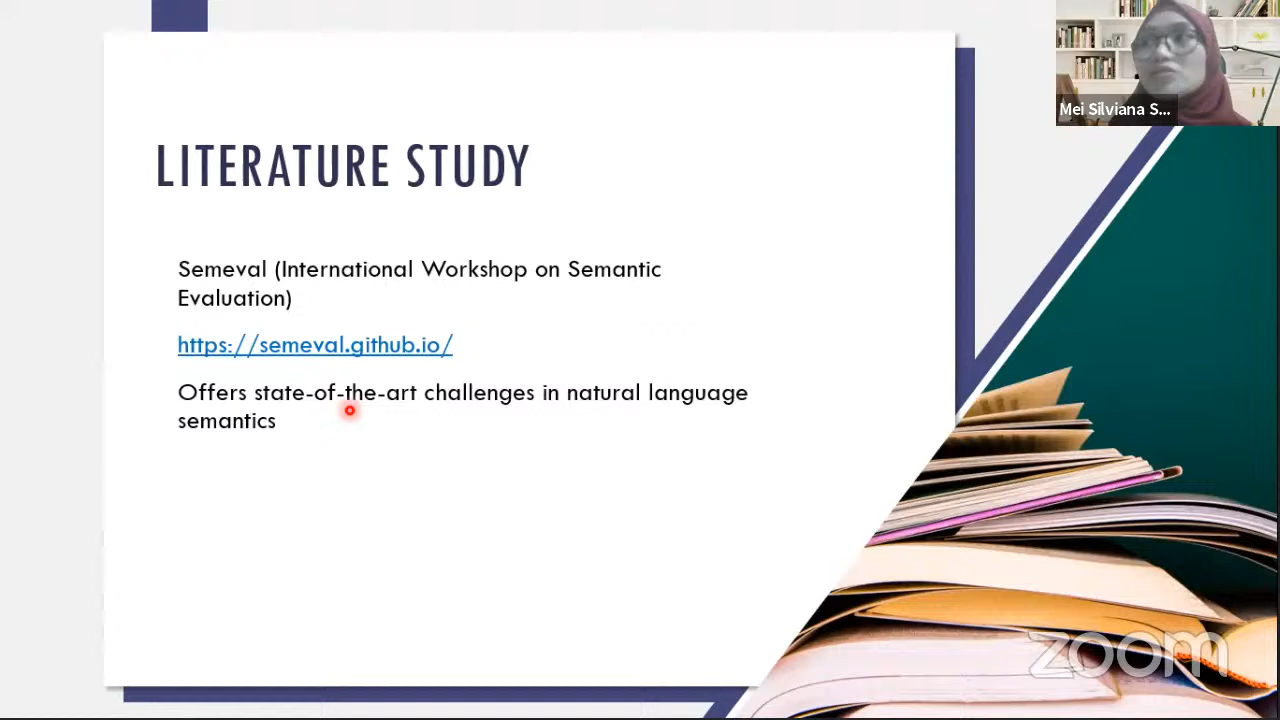 Mei Silviana S...
LITERATURE STUDY
Semeval (International Workshop on Semantic
Evaluation)
https://semeval.github.io/
Offers state-of-the-art challenges in natural language
semantics
zoom